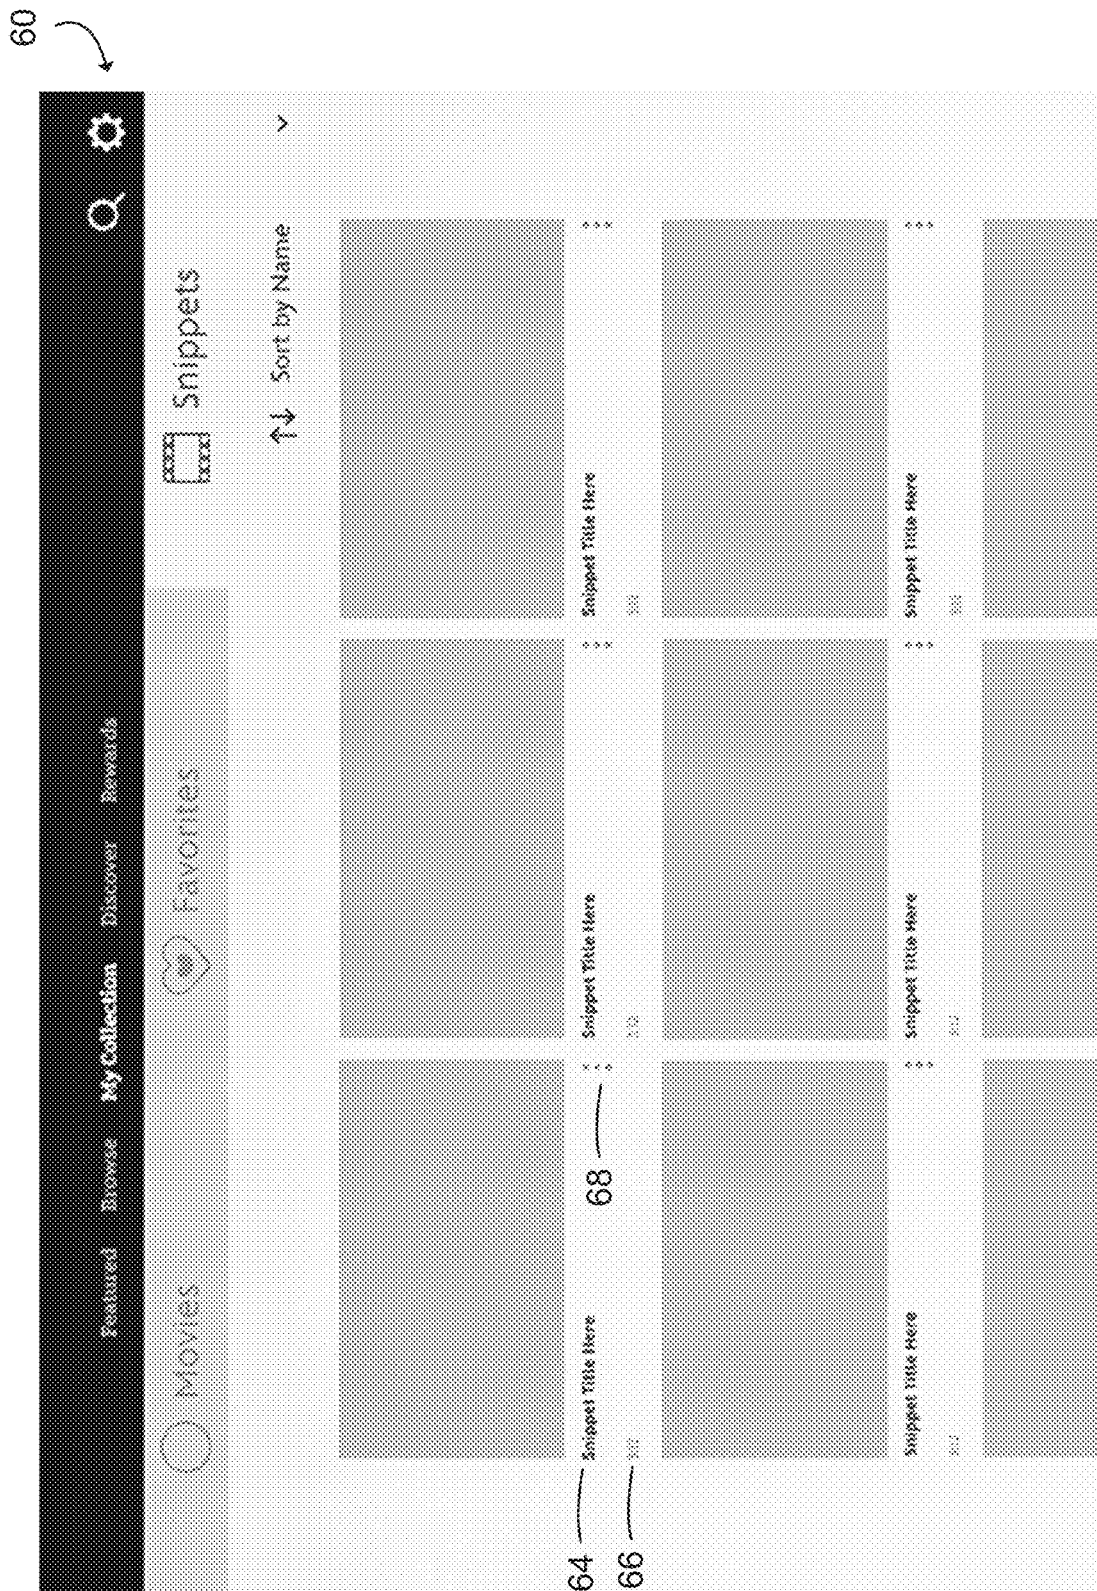 60
Featured Browse My Collection Discover Rewards
Movies Favorites Snippets
Sort by Name
64 Snippet Title Here 68 Snippet Title Here Snippet Title Here
66
Snippet Title Here Snippet Title Here Snippet Title Here